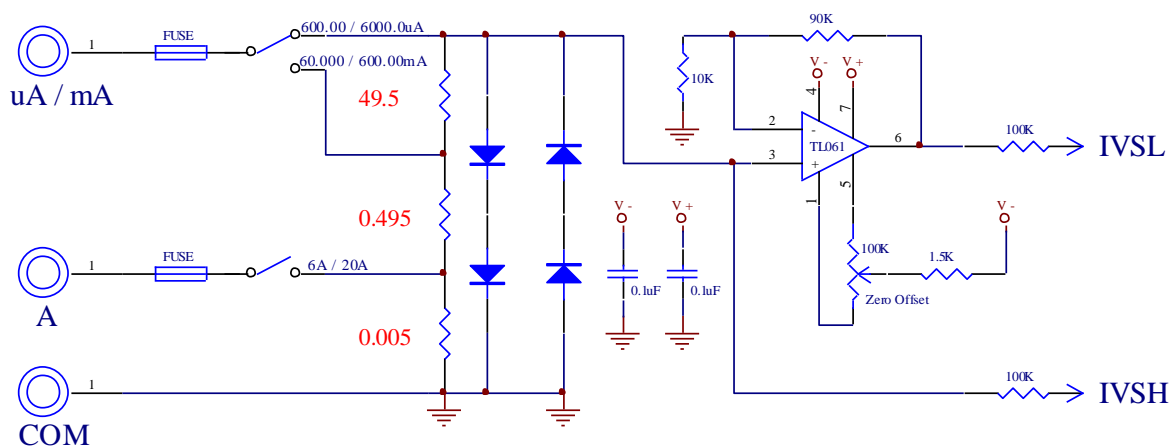 1
FUSE
600.00 / 6000.0uA
60.000 / 600.00mA
uA / mA
49.5
0.495
1
FUSE
6A / 20A
A
0.005
1
COM
90K
10K
V -
V +
4
7
2
-
TL061
6
3
+
1
5
100K
IVSL
V -
V +
V -
100K
1.5K
Zero Offset
0.1uF
0.1uF
100K
IVSH